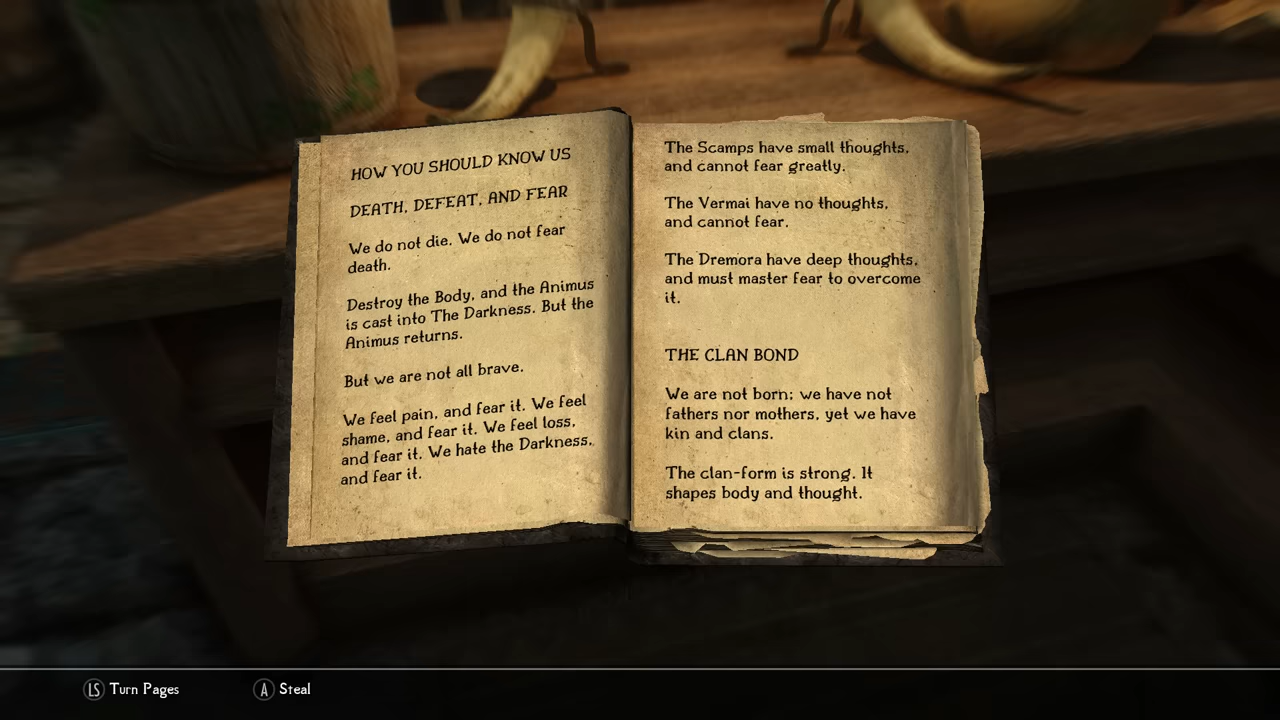 HOW YOU SHOULD KNOW US
DEATH, DEFEAT, AND FEAR
We do not die. We do not fear
death.
Destroy the Body, and the Animus
is cast into The Darkness. But the
Animus returns.
But we are not all brave.
We feel pain, and fear it. We feel
shame, and fear it. We feel loss,
and fear it. We hate the Darkness,
and fear it.
The Scamps have small thoughts,
and cannot fear greatly.
The Vermai have no thoughts,
and cannot fear.
The Dremora have deep thoughts,
and must master fear to overcome
it.
THE CLAN BOND
We are not born; we have not
fathers nor mothers, yet we have
kin and clans.
The clan-form is strong. It
shapes body and thought.
LS Turn Pages
A Steal